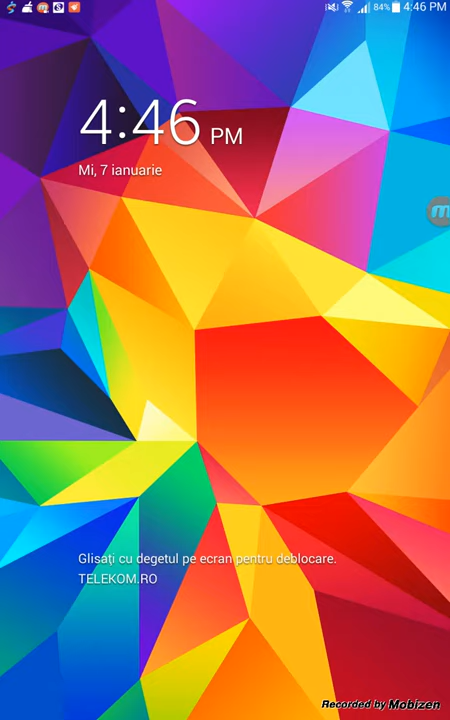 84% 4:46 PM
4:46 PM
Mi, 7 ianuarie
Glisați cu degetul pe ecran pentru deblocare.
TELEKOM.RO
Recorded by Mobizen